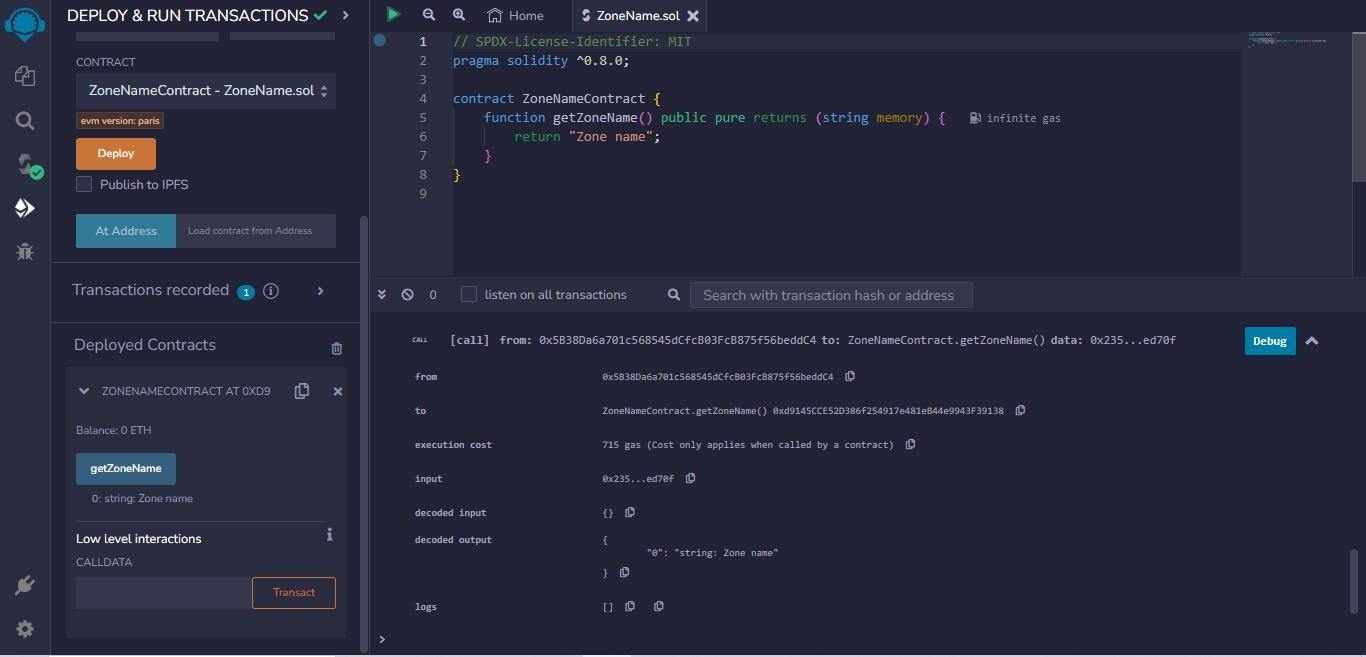 DEPLOY & RUN TRANSACTIONS
CONTRACT
ZoneNameContract - ZoneName.sol
evm version: paris
Deploy
Publish to IPFS
At Address
Load contract from Address
Transactions recorded 1
Deployed Contracts
ZONENAMECONTRACT AT 0XD9
Balance: 0 ETH
getZoneName
0: string: Zone name
Low level interactions
CALLDATA
Transact
Home
ZoneName.sol
1 // SPDX-License-Identifier: MIT
2 pragma solidity ^0.8.0;
3
4 contract ZoneNameContract {
5 function getZoneName() public pure returns (string memory) { infinite gas
6 return "Zone name";
7 }
8 }
9
0
listen on all transactions
Search with transaction hash or address
CALL [call] from: 0x5B38Da6a701c568545dCfcB03FcB875f56beddC4 to: ZoneNameContract.getZoneName() data: 0x235...ed70f
Debug
from 0x5B38Da6a701c568545dCfcB03FcB875f56beddC4
to ZoneNameContract.getZoneName() 0xd9145CCE52D386f254917e481eB44e9943F39138
execution cost 715 gas (Cost only applies when called by a contract)
input 0x235...ed70f
decoded input {}
decoded output {
"0": "string: Zone name"
}
logs []
>